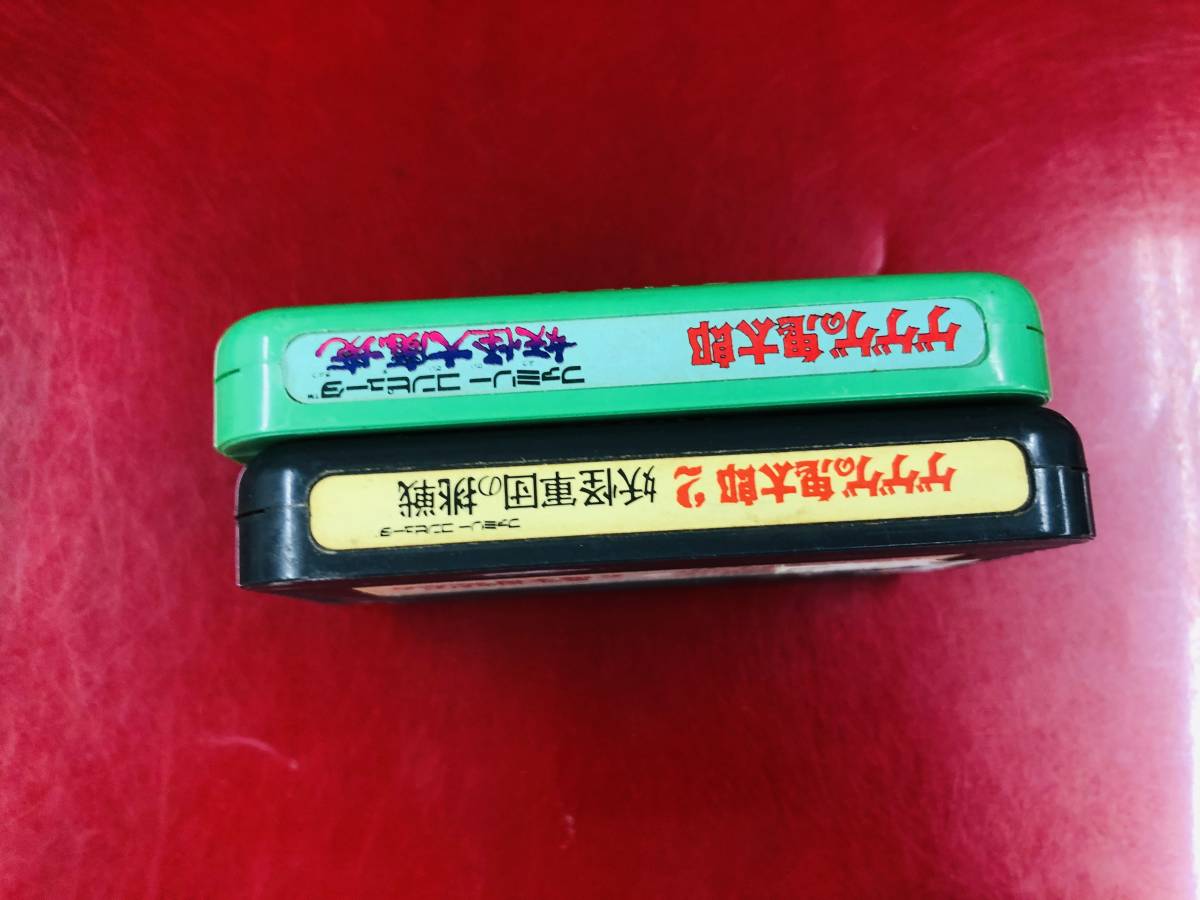 ファミリー コンピュータ
ゲゲゲの鬼太郎2 妖怪軍団の挑戦
ファミリー コンピュータ™
ゲゲゲの鬼太郎 妖怪大魔境